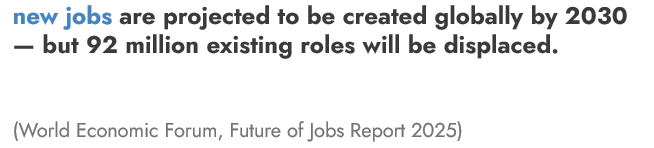 new jobs are projected to be created globally by 2030
— but 92 million existing roles will be displaced.
(World Economic Forum, Future of Jobs Report 2025)